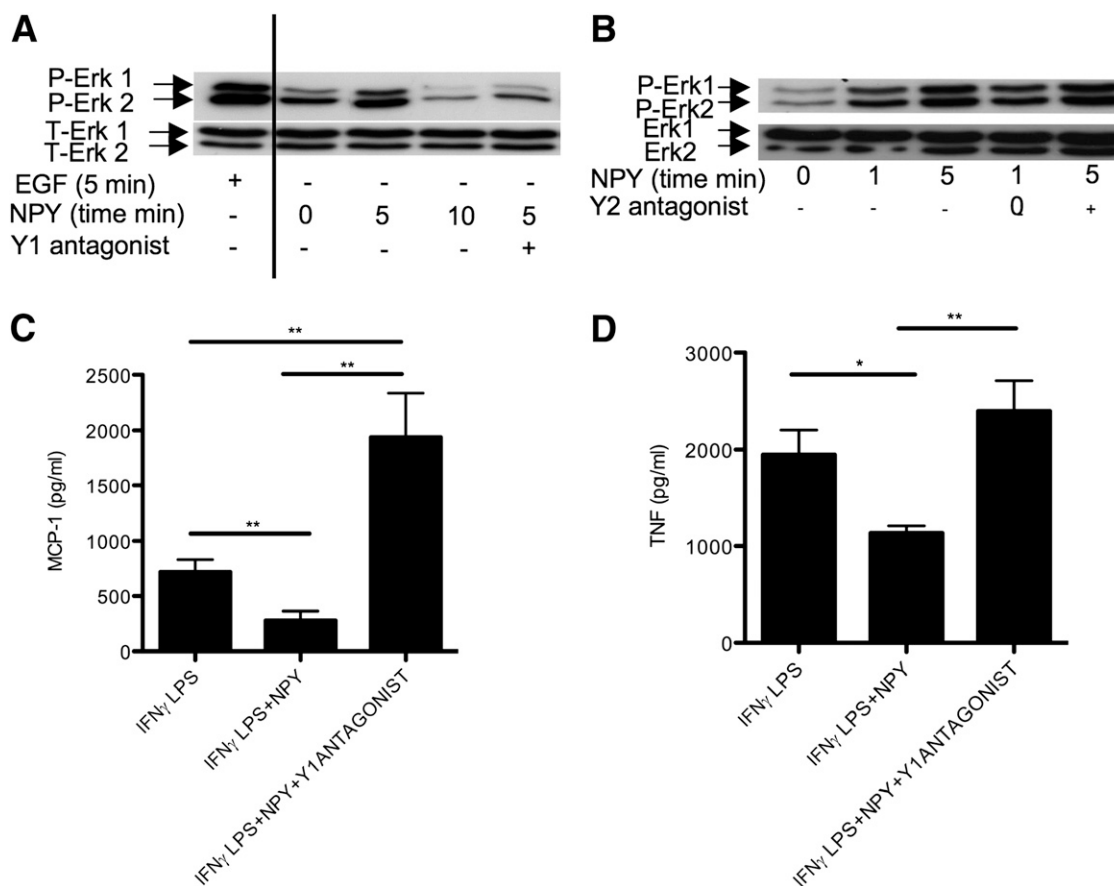 A
P-Erk 1
P-Erk 2
T-Erk 1
T-Erk 2
EGF (5 min) + - - - -
NPY (time min) - 0 5 10 5
Y1 antagonist - - - - +
B
P-Erk1
P-Erk2
Erk1
Erk2
NPY (time min) 0 1 5 1 5
Y2 antagonist - - - Q +
C
**
**
**
MCP-1 (pg/ml)
2500
2000
1500
1000
500
0
IFNγ LPS
IFNγ LPS+NPY
IFNγ LPS+NPY+Y1ANTAGONIST
D
**
*
TNF (pg/ml)
3000
2000
1000
0
IFNγ LPS
IFNγ LPS+NPY
IFNγ LPS+NPY+Y1ANTAGONIST